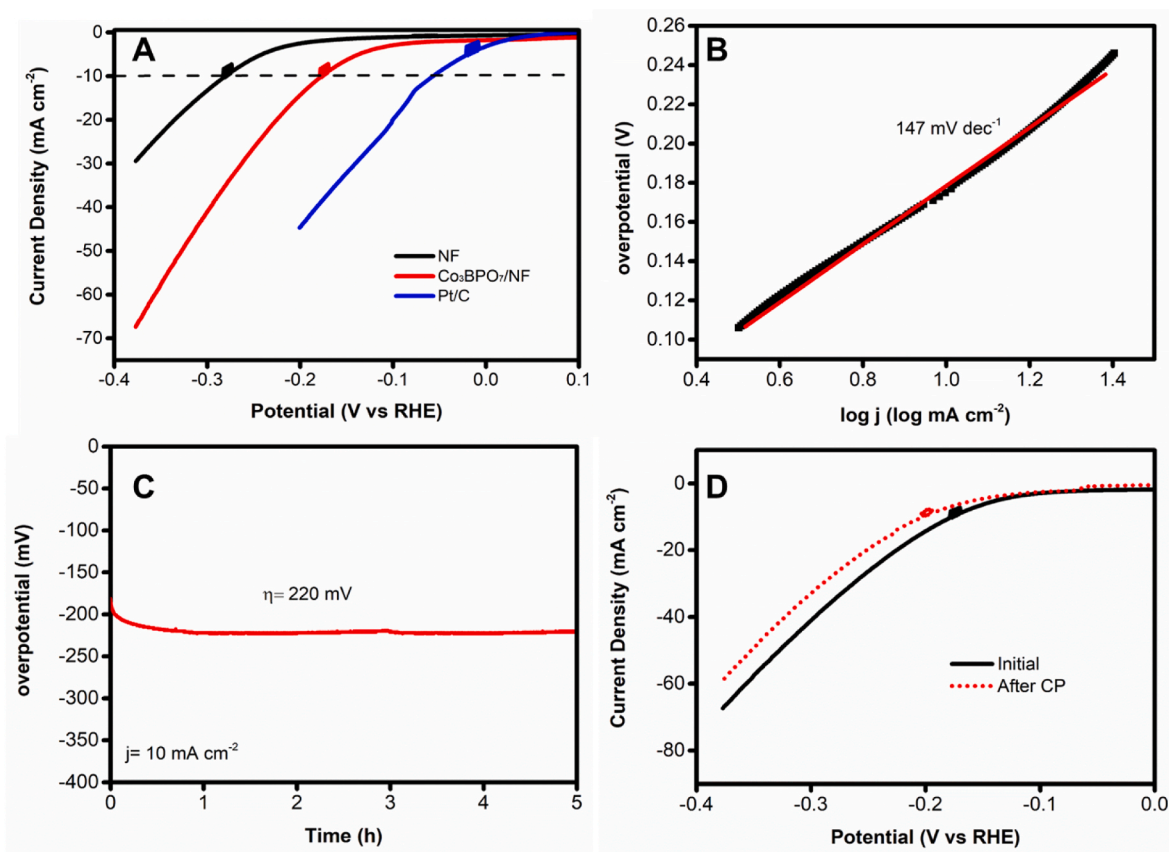 A
0
-10
-20
-30
-40
-50
-60
-70
Current Density (mA cm⁻²)
NF
Co₃BPO₇/NF
Pt/C
-0.4 -0.3 -0.2 -0.1 0.0 0.1
Potential (V vs RHE)
B
0.26
0.24
0.22
0.20
0.18
0.16
0.14
0.12
0.10
overpotential (V)
147 mV dec⁻¹
0.4 0.6 0.8 1.0 1.2 1.4
log j (log mA cm⁻²)
C
0
-50
-100
-150
-200
-250
-300
-350
-400
overpotential (mV)
η= 220 mV
j= 10 mA cm⁻²
0 1 2 3 4 5
Time (h)
D
0
-20
-40
-60
-80
Current Density (mA cm⁻²)
Initial
After CP
-0.4 -0.3 -0.2 -0.1 0.0
Potential (V vs RHE)